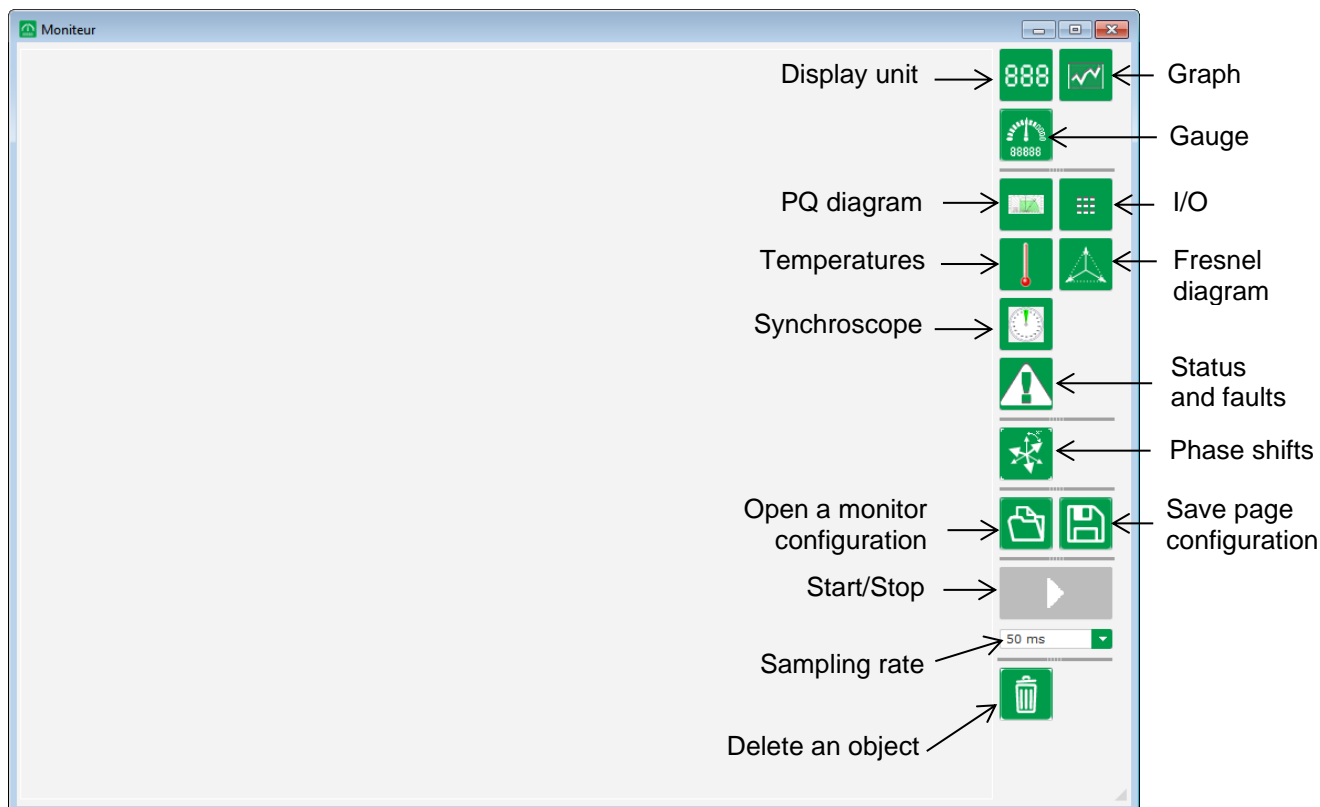 Moniteur
Display unit
888
Graph
Gauge
88888
PQ diagram
I/O
Temperatures
Fresnel
diagram
Synchroscope
Status
and faults
Phase shifts
Open a monitor
configuration
Save page
configuration
Start/Stop
50 ms
Sampling rate
Delete an object